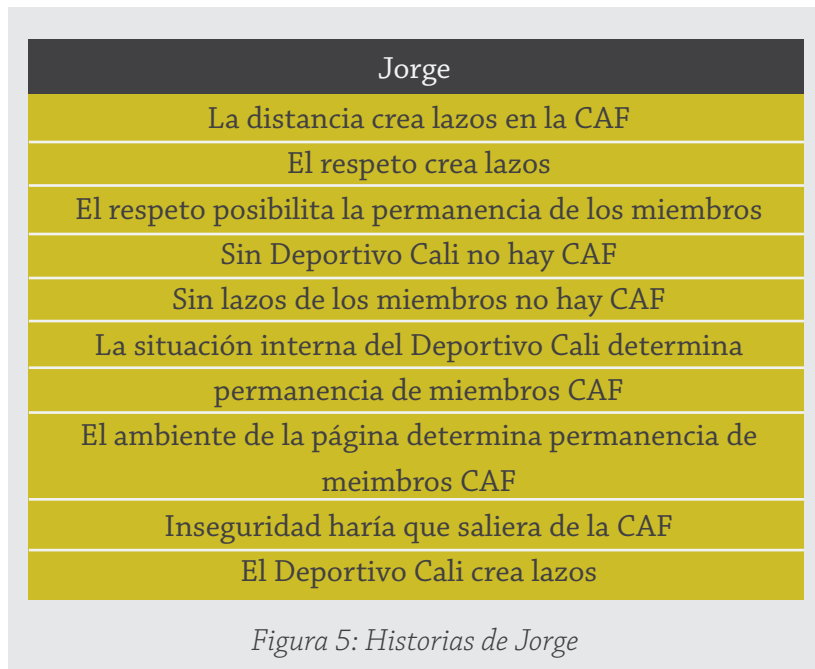 Jorge
La distancia crea lazos en la CAF
El respeto crea lazos
El respeto posibilita la permanencia de los miembros
Sin Deportivo Cali no hay CAF
Sin lazos de los miembros no hay CAF
La situación interna del Deportivo Cali determina
permanencia de miembros CAF
El ambiente de la página determina permanencia de
meimbros CAF
Inseguridad haría que saliera de la CAF
El Deportivo Cali crea lazos
Figura 5: Historias de Jorge